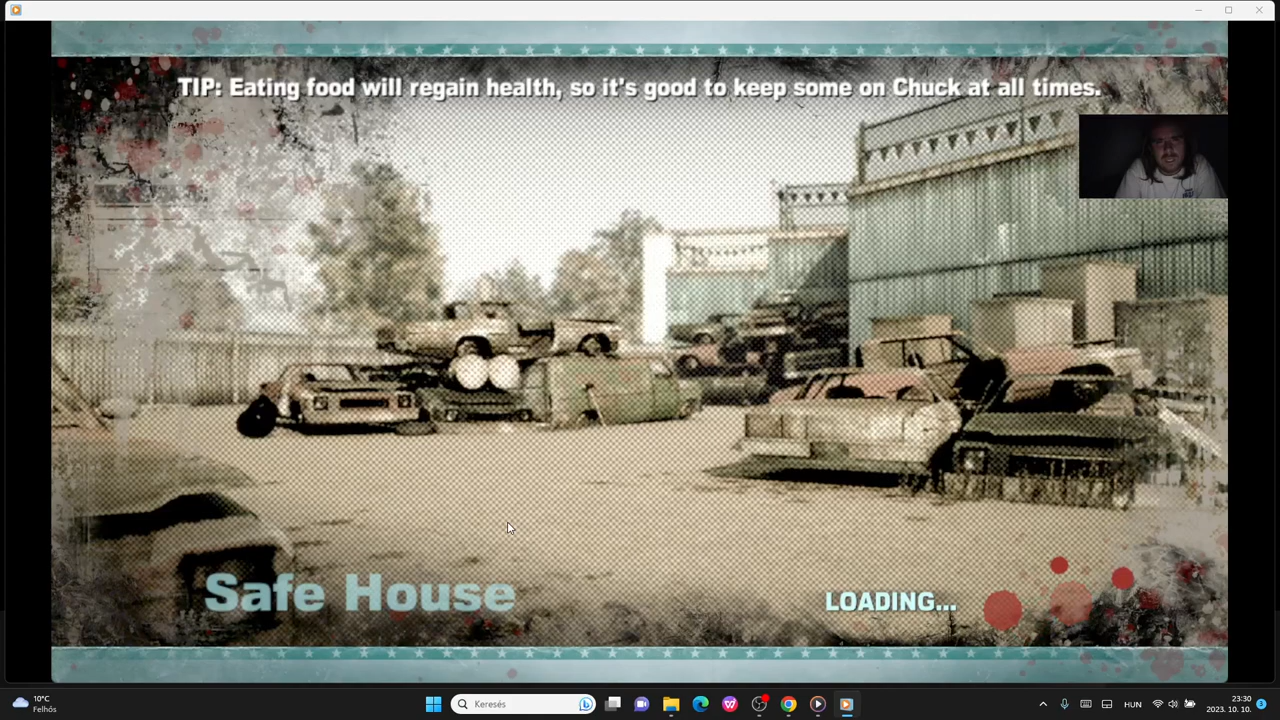 TIP: Eating food will regain health, so it's good to keep some on Chuck at all times.
Safe House
LOADING...
10°C
Felhős
Keresés
HUN
23:30
2023. 10. 10.
3